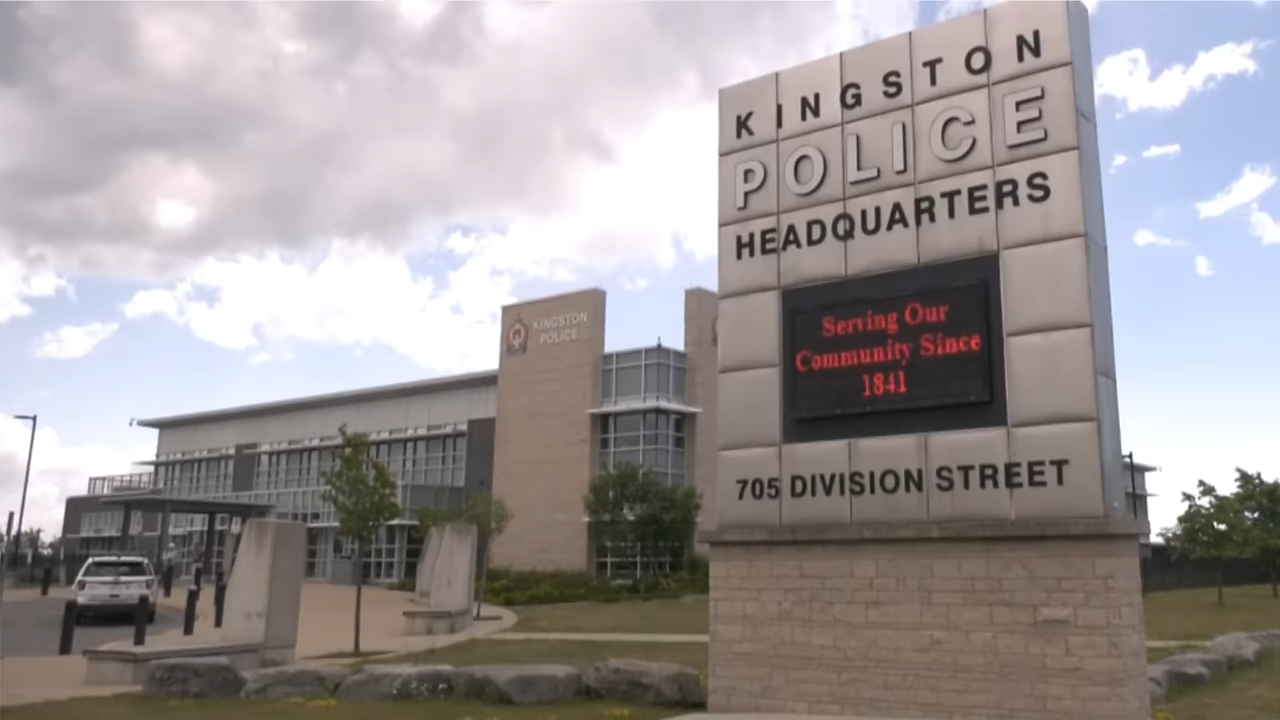 KINGSTON
POLICE
HEADQUARTERS
Serving Our
Community Since
1841
705 DIVISION STREET
KINGSTON
POLICE